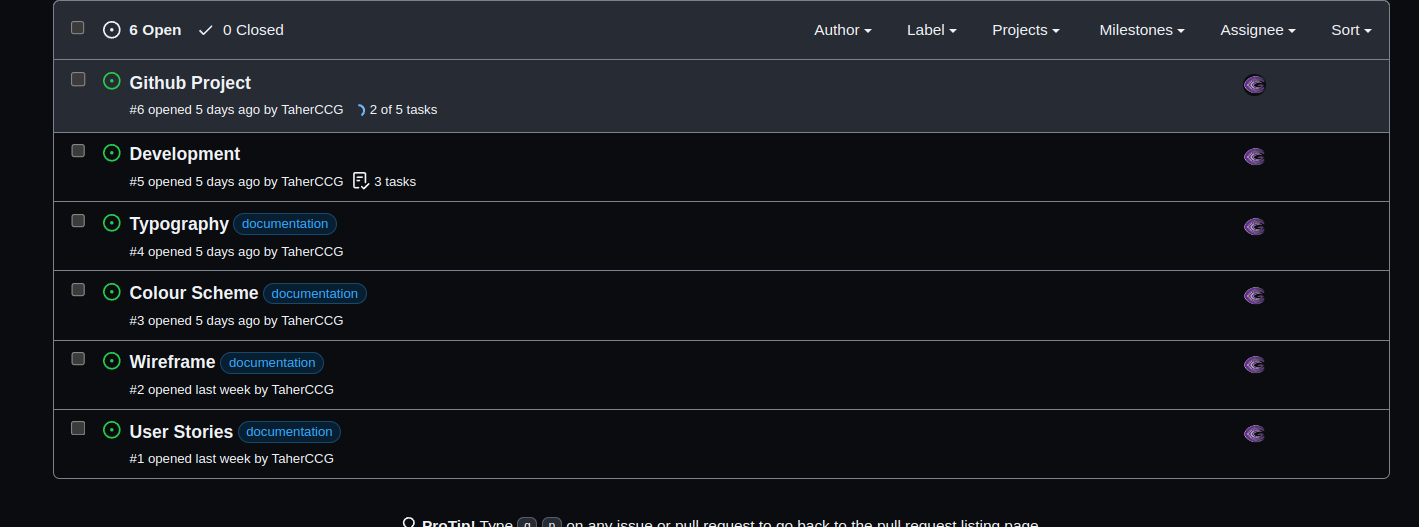 6 Open 0 Closed Author Label Projects Milestones Assignee Sort
Github Project
#6 opened 5 days ago by TaherCCG 2 of 5 tasks
Development
#5 opened 5 days ago by TaherCCG 3 tasks
Typography documentation
#4 opened 5 days ago by TaherCCG
Colour Scheme documentation
#3 opened 5 days ago by TaherCCG
Wireframe documentation
#2 opened last week by TaherCCG
User Stories documentation
#1 opened last week by TaherCCG
ProTip! Type g p on any issue or pull request to go back to the pull request listing page